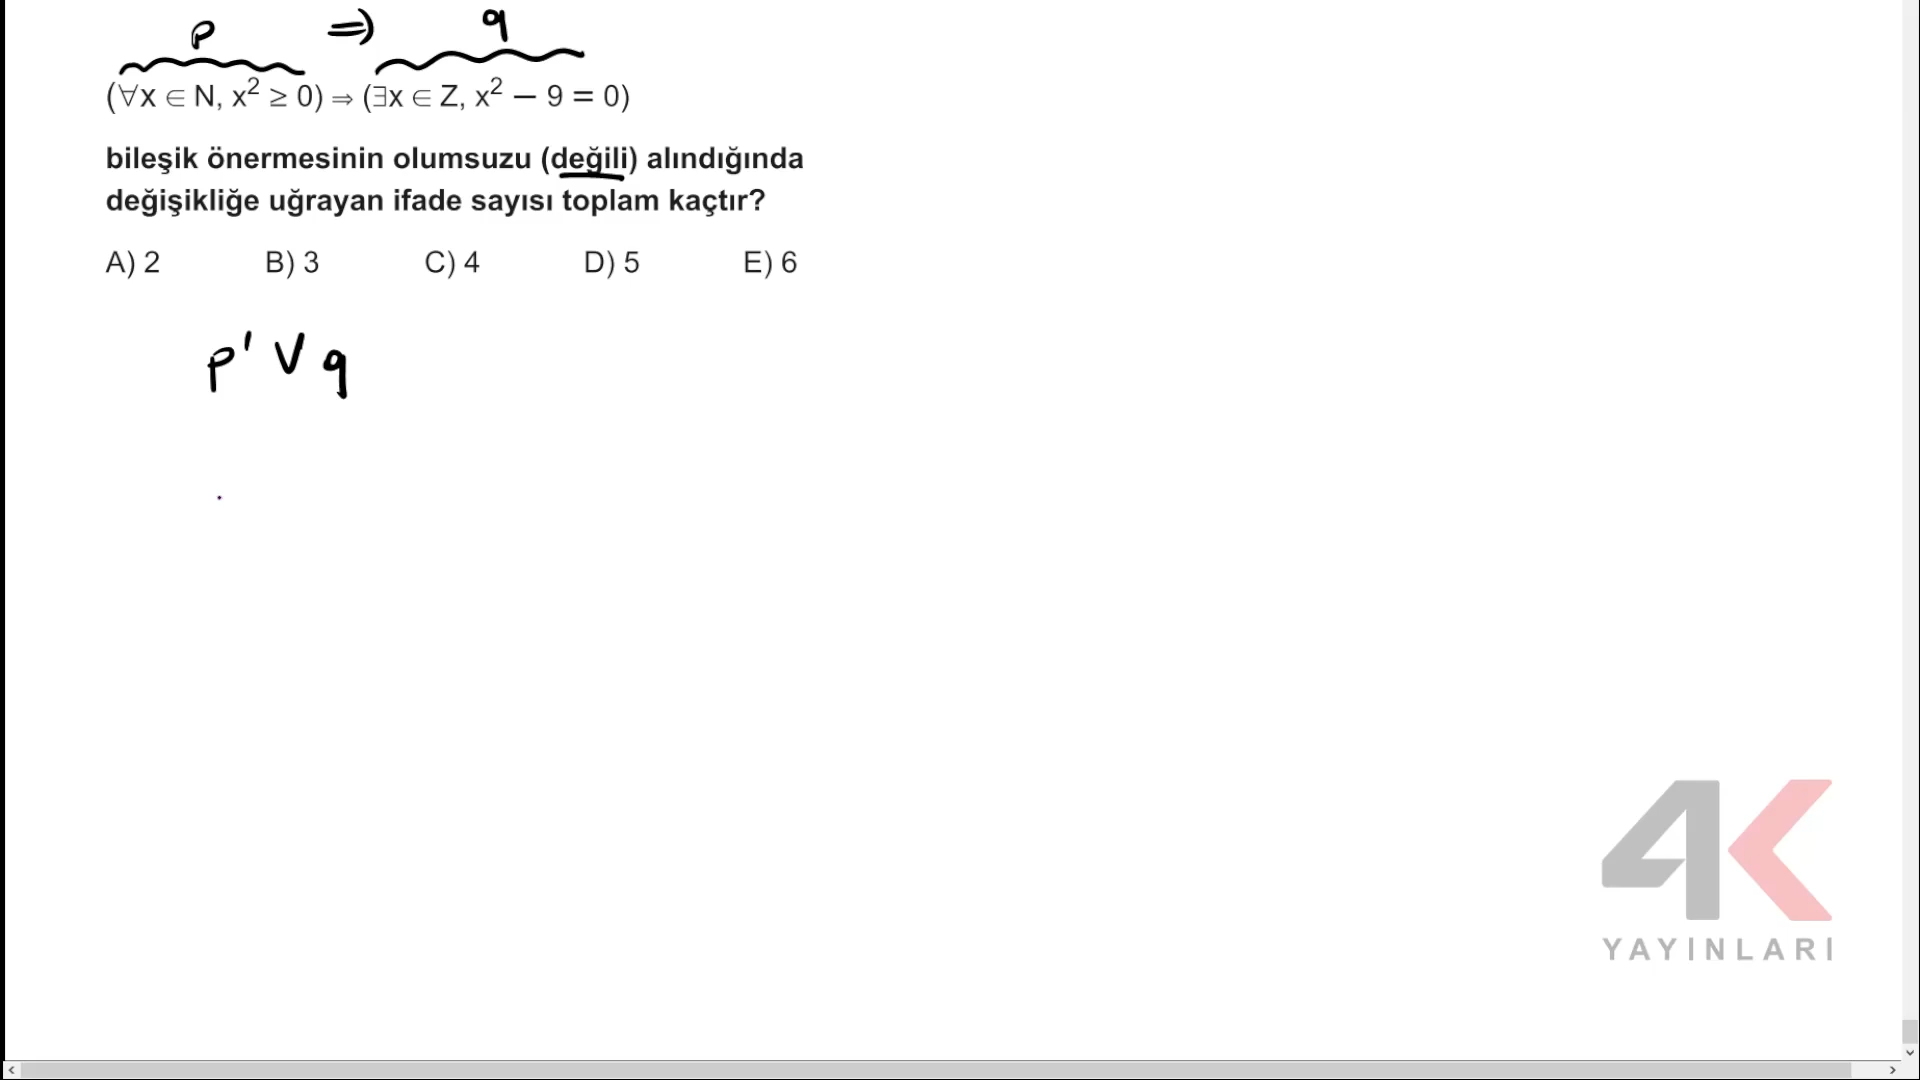 p ⇒ q
(∀x ∈ N, x² ≥ 0) ⇒ (∃x ∈ Z, x² – 9 = 0)
bileşik önermesinin olumsuzu (değili) alındığında
değişikliğe uğrayan ifade sayısı toplam kaçtır?
A) 2 B) 3 C) 4 D) 5 E) 6
p' ∨ q
4K
YAYINLARI